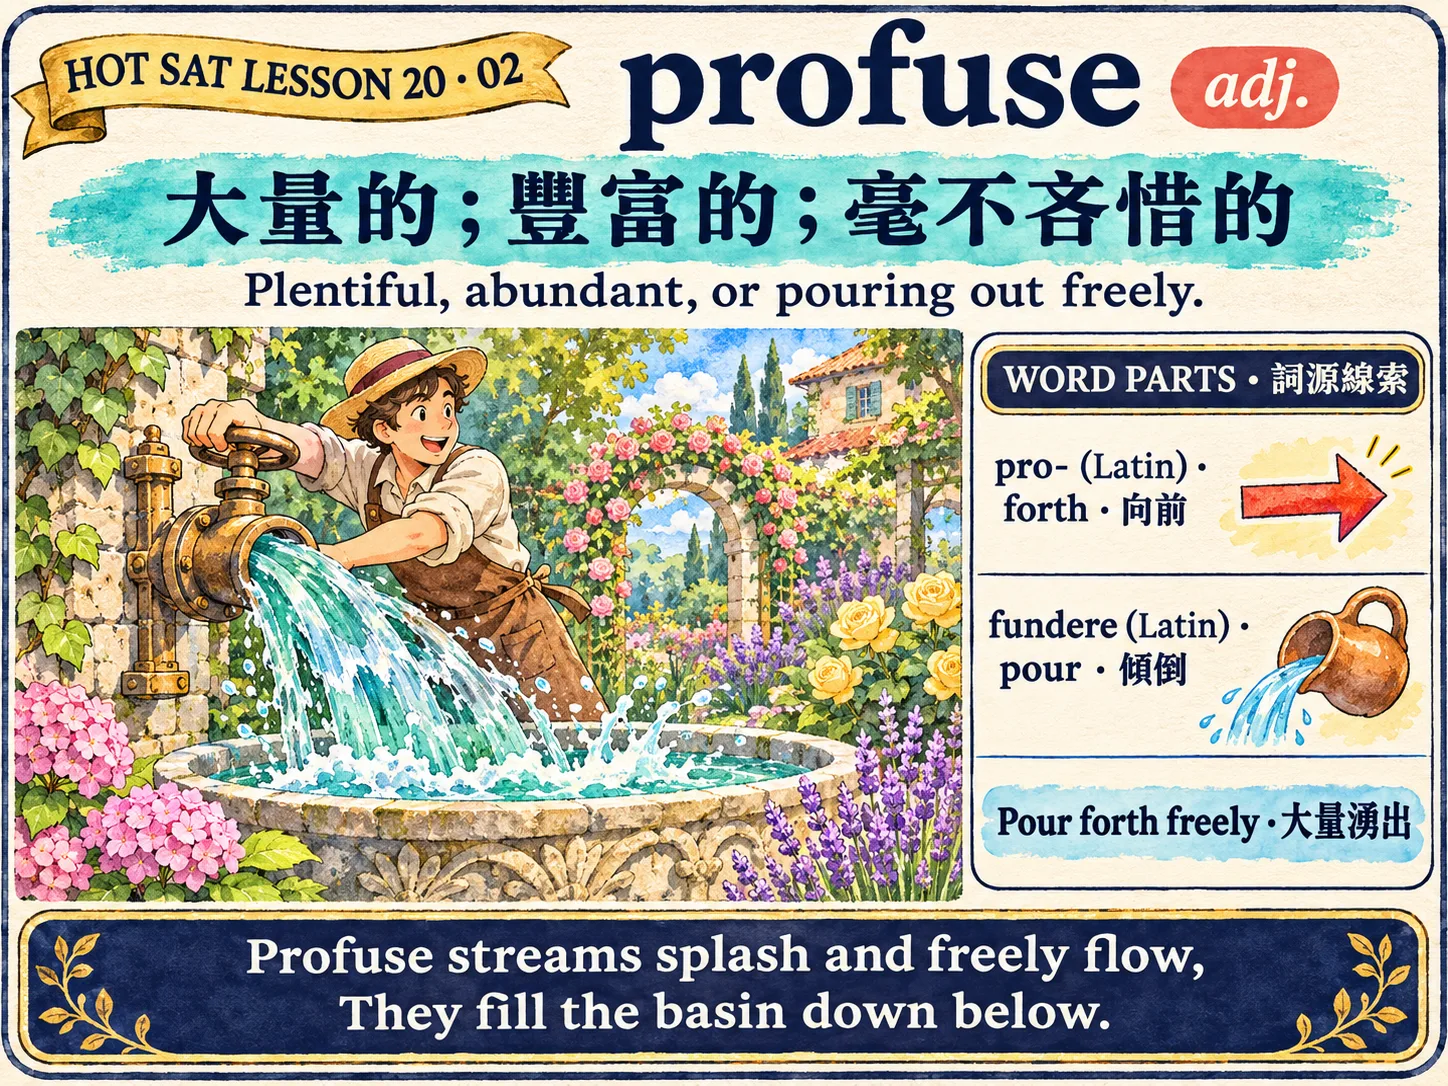 HOT SAT LESSON 20 · 02
profuse adj.
大量的；豐富的；毫不吝惜的
Plentiful, abundant, or pouring out freely.
WORD PARTS · 詞源線索
pro- (Latin) ·
forth · 向前
fundere (Latin) ·
pour · 傾倒
Pour forth freely · 大量湧出
Profuse streams splash and freely flow,
They fill the basin down below.